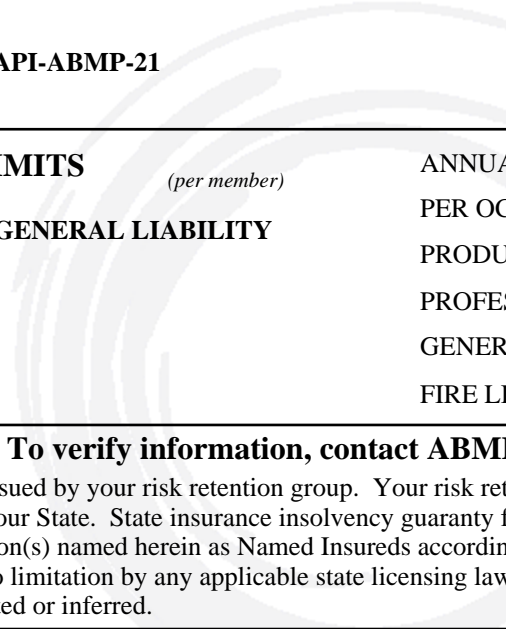 API-ABMP-21
IMITS (per member)
GENERAL LIABILITY
ANNUA
PER OC
PRODU
PROFES
GENER
FIRE LI
To verify information, contact ABM
sued by your risk retention group. Your risk ret
our State. State insurance insolvency guaranty f
on(s) named herein as Named Insureds accordin
o limitation by any applicable state licensing law
ted or inferred.